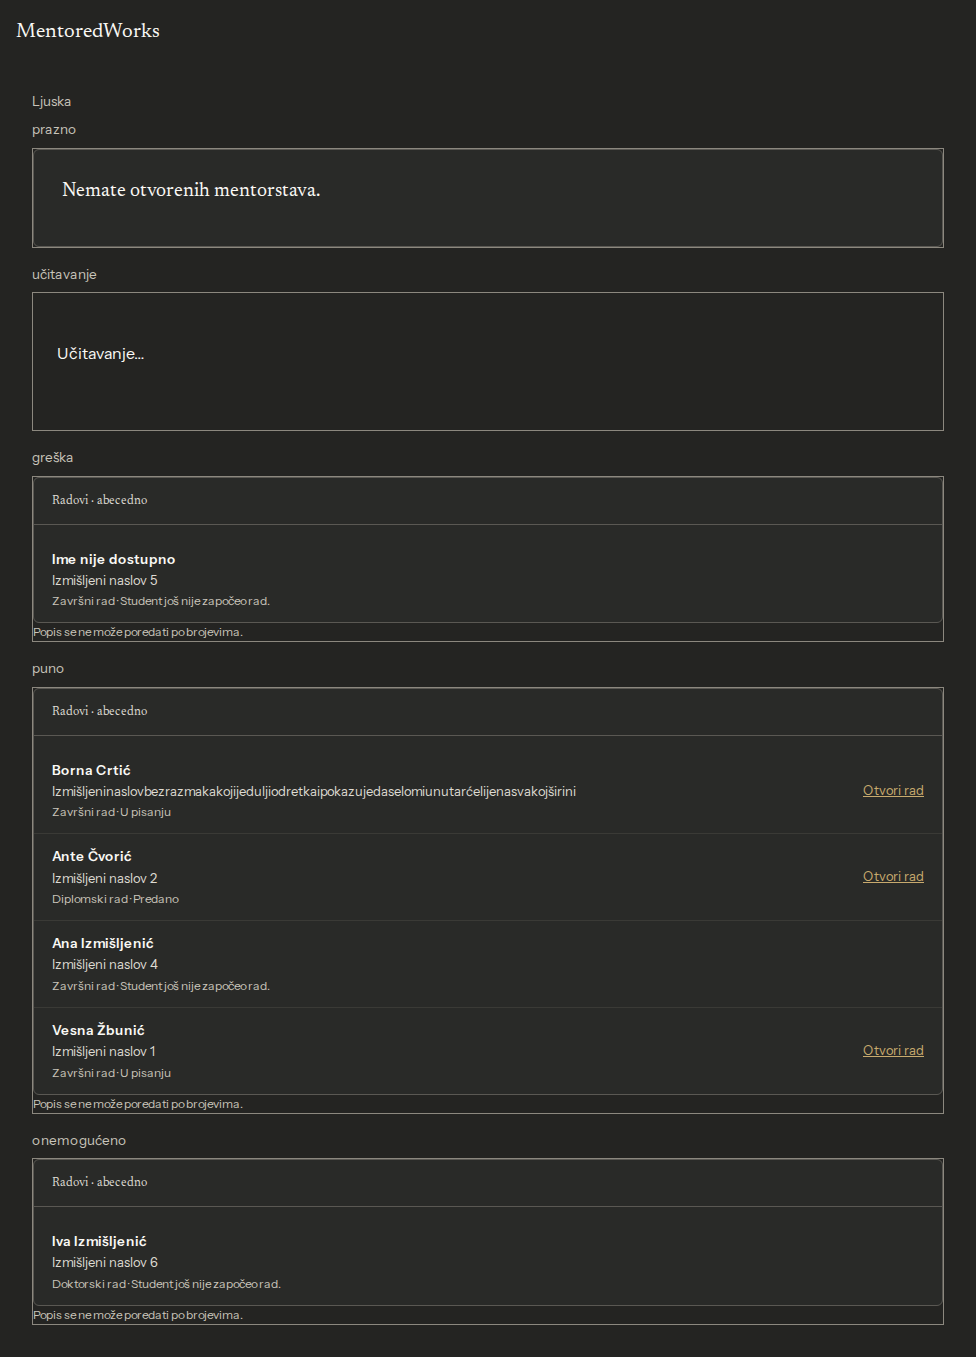 MentoredWorks
Ljuska
prazno
Nemate otvorenih mentorstava.
učitavanje
Učitavanje…
greška
Radovi · abecedno
Ime nije dostupno
Izmišljeni naslov 5
Završni rad · Student još nije započeo rad.
Popis se ne može poredati po brojevima.
puno
Radovi · abecedno
Borna Crtić
Izmišljeninaslovbezrazmakakojijeduljiodretkaipokazujedaselomiunutarćelijenasvakojširini
Otvori rad
Završni rad · U pisanju
Ante Čvorić
Izmišljeni naslov 2
Otvori rad
Diplomski rad · Predano
Ana Izmišljenić
Izmišljeni naslov 4
Završni rad · Student još nije započeo rad.
Vesna Žbunić
Izmišljeni naslov 1
Otvori rad
Završni rad · U pisanju
Popis se ne može poredati po brojevima.
onemogućeno
Radovi · abecedno
Iva Izmišljenić
Izmišljeni naslov 6
Doktorski rad · Student još nije započeo rad.
Popis se ne može poredati po brojevima.